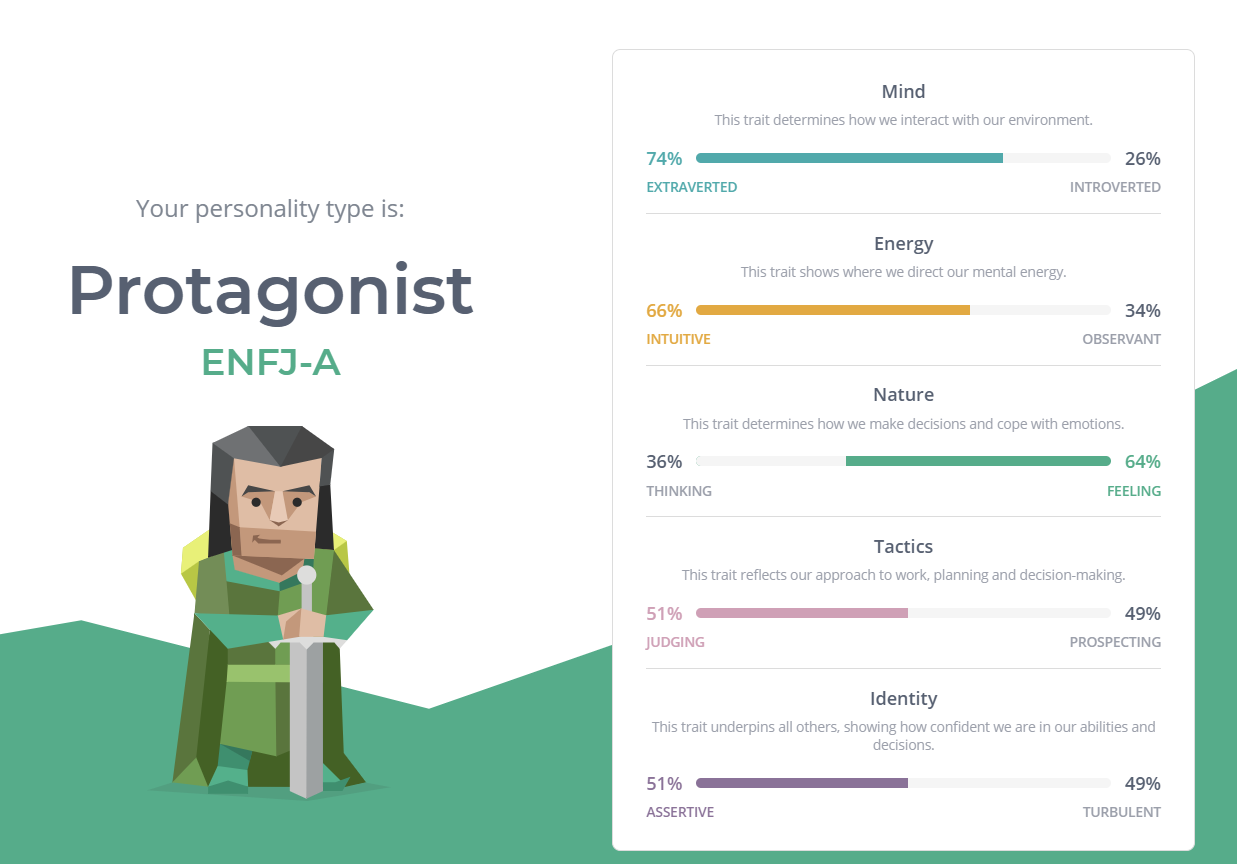 Your personality type is:
Protagonist
ENFJ-A
Mind
This trait determines how we interact with our environment.
74% 26%
EXTRAVERTED INTROVERTED
Energy
This trait shows where we direct our mental energy.
66% 34%
INTUITIVE OBSERVANT
Nature
This trait determines how we make decisions and cope with emotions.
36% 64%
THINKING FEELING
Tactics
This trait reflects our approach to work, planning and decision-making.
51% 49%
JUDGING PROSPECTING
Identity
This trait underpins all others, showing how confident we are in our abilities and
decisions.
51% 49%
ASSERTIVE TURBULENT